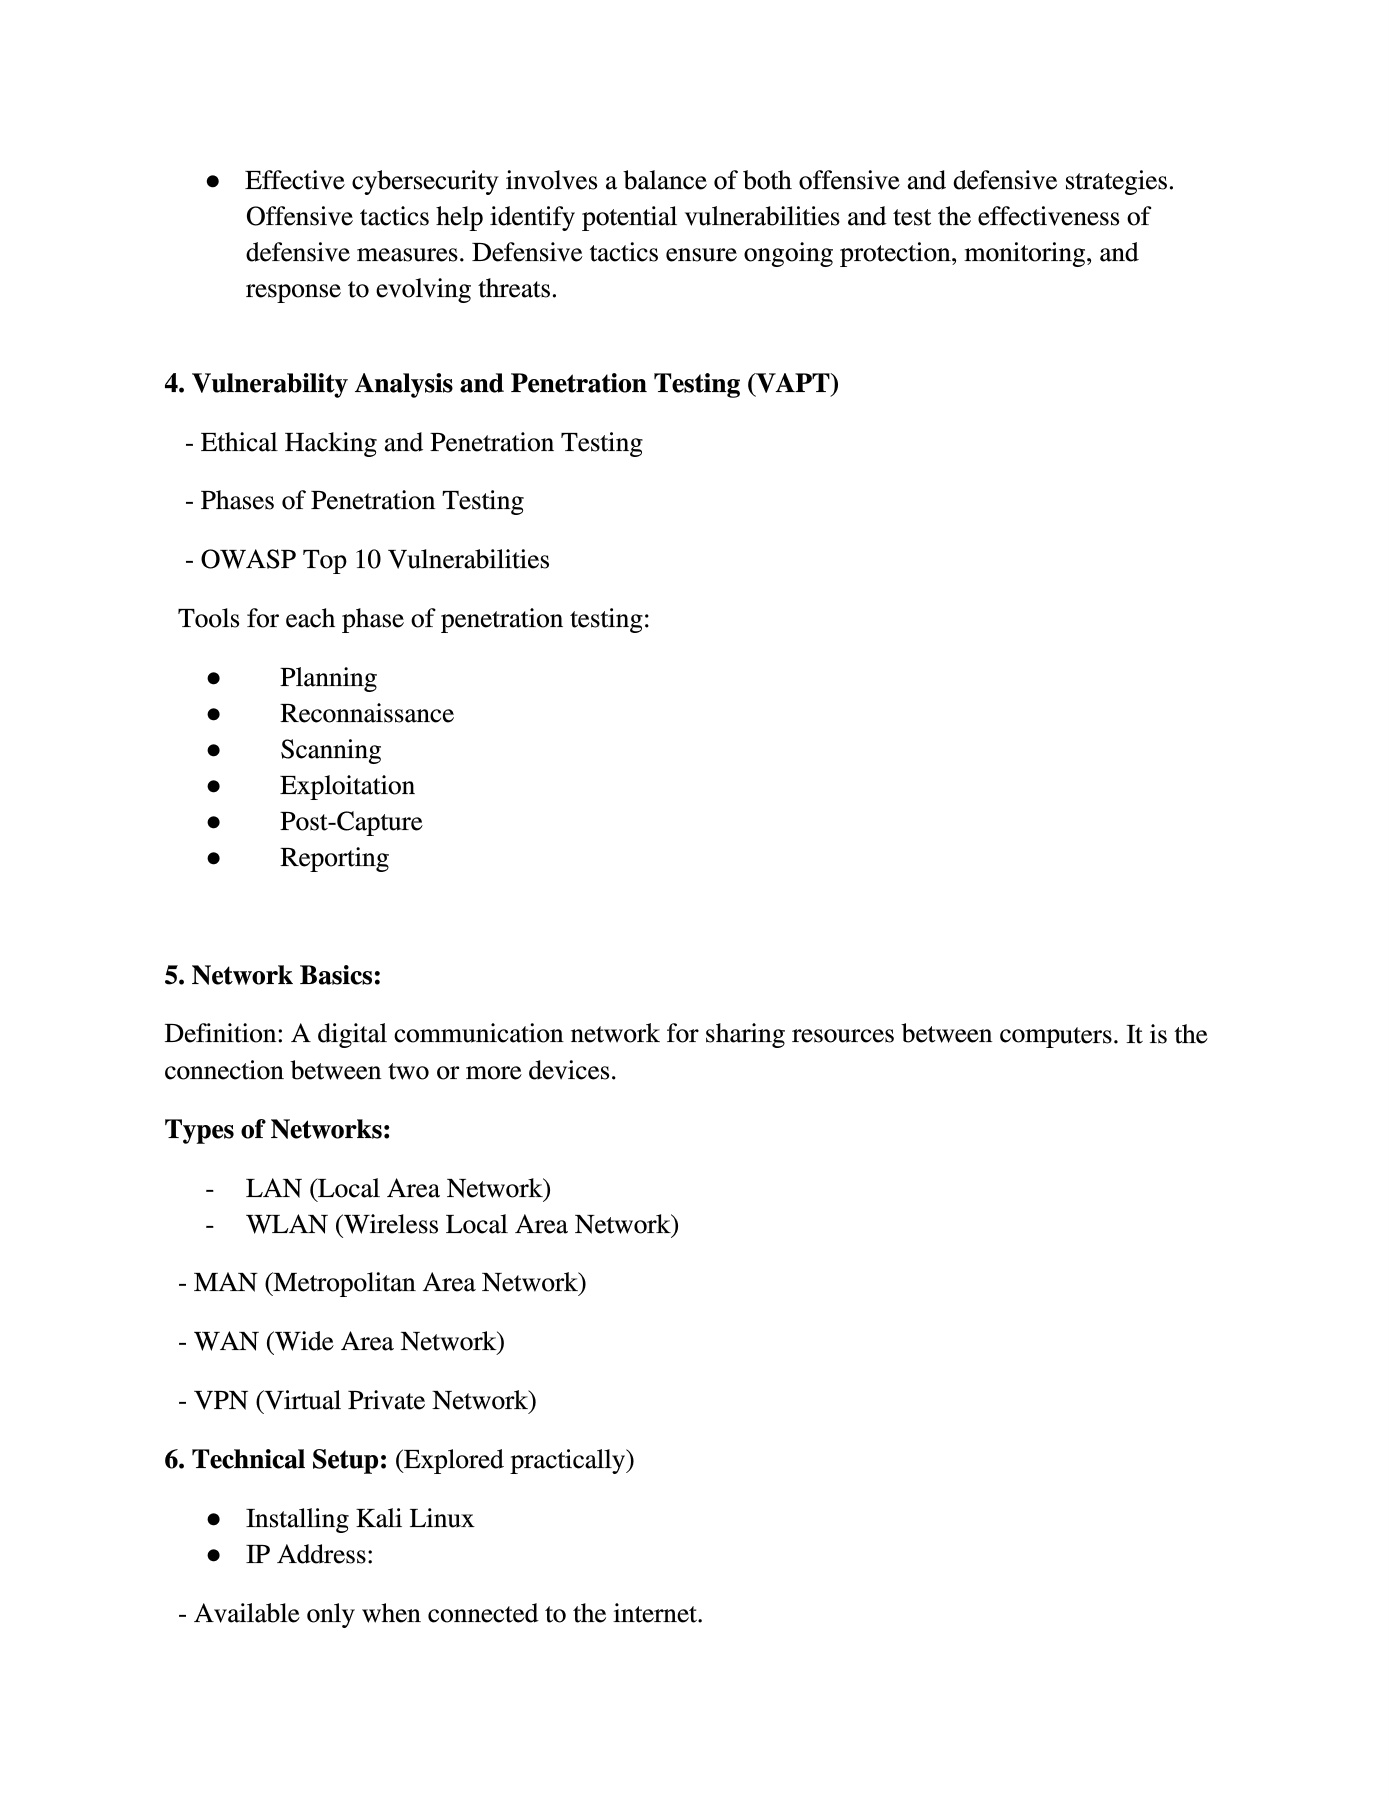 ● Effective cybersecurity involves a balance of both offensive and defensive strategies.
Offensive tactics help identify potential vulnerabilities and test the effectiveness of
defensive measures. Defensive tactics ensure ongoing protection, monitoring, and
response to evolving threats.
4. Vulnerability Analysis and Penetration Testing (VAPT)
- Ethical Hacking and Penetration Testing
- Phases of Penetration Testing
- OWASP Top 10 Vulnerabilities
Tools for each phase of penetration testing:
● Planning
● Reconnaissance
● Scanning
● Exploitation
● Post-Capture
● Reporting
5. Network Basics:
Definition: A digital communication network for sharing resources between computers. It is the
connection between two or more devices.
Types of Networks:
- LAN (Local Area Network)
- WLAN (Wireless Local Area Network)
- MAN (Metropolitan Area Network)
- WAN (Wide Area Network)
- VPN (Virtual Private Network)
6. Technical Setup: (Explored practically)
● Installing Kali Linux
● IP Address:
- Available only when connected to the internet.